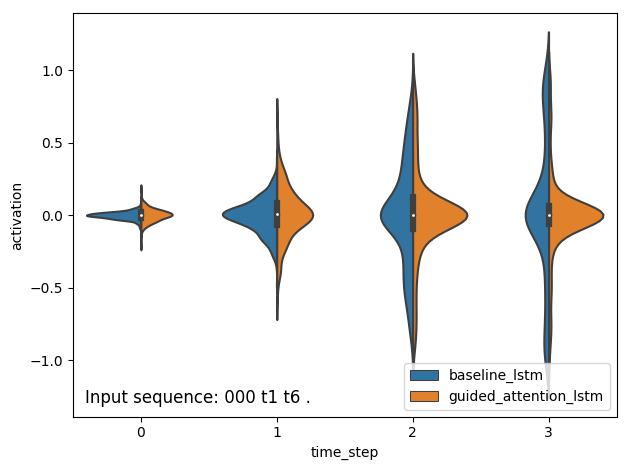 1.0
0.5
0.0
−0.5
−1.0
activation
Input sequence: 000 t1 t6 .
baseline_lstm
guided_attention_lstm
0 1 2 3
time_step